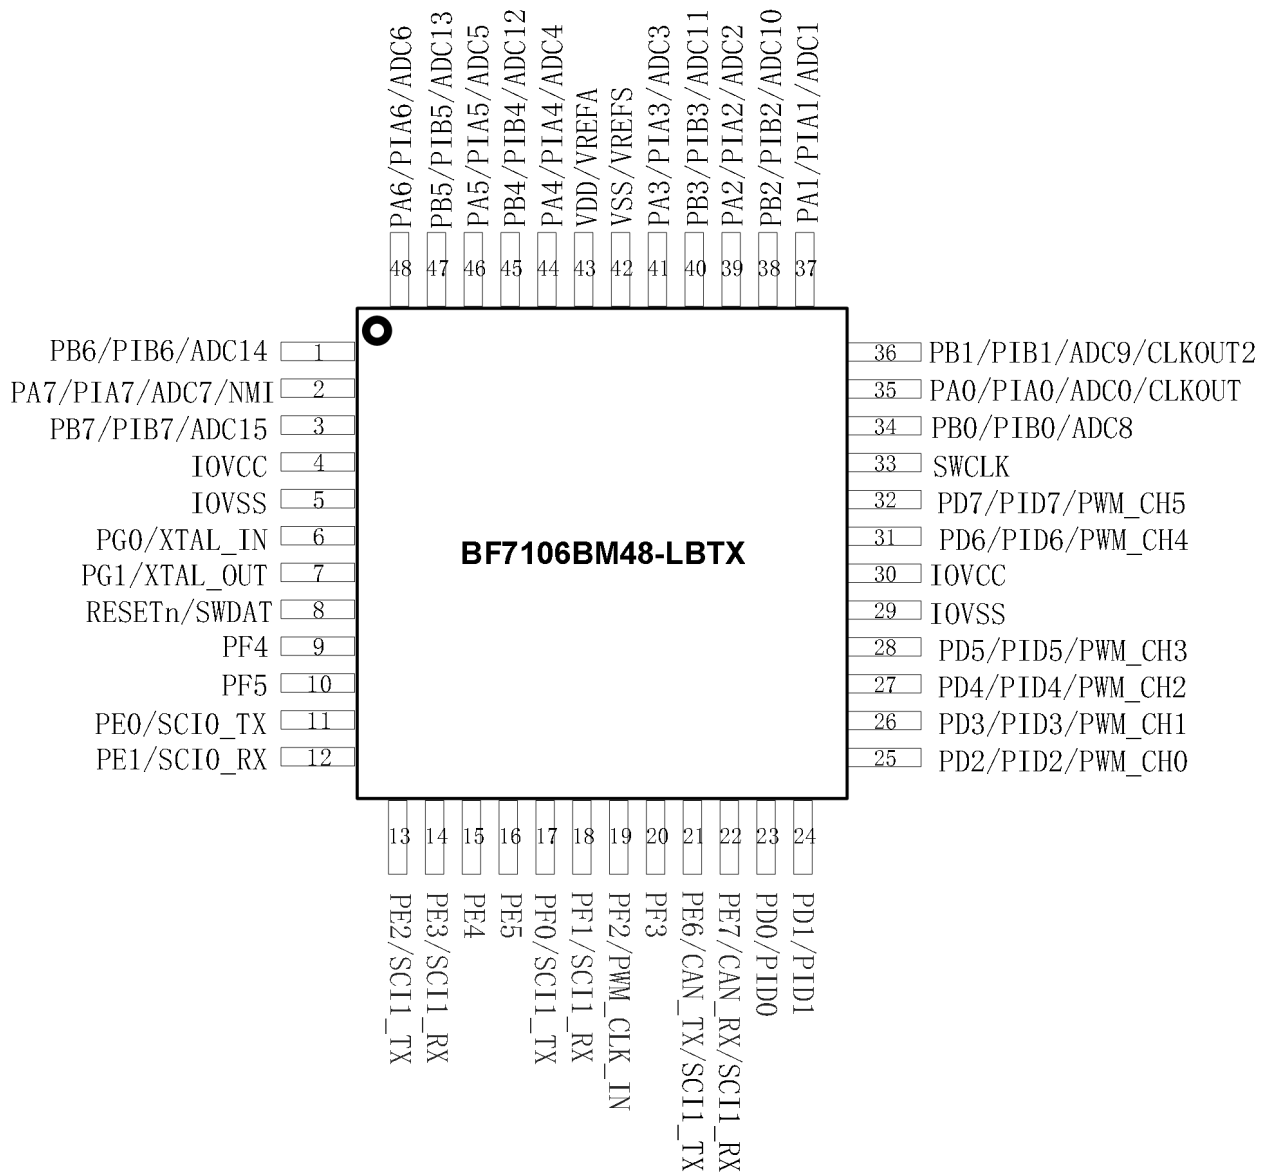 PA6/PIA6/ADC6
PB5/PIB5/ADC13
PA5/PIA5/ADC5
PB4/PIB4/ADC12
PA4/PIA4/ADC4
VDD/VREFA
VSS/VREFS
PA3/PIA3/ADC3
PB3/PIB3/ADC11
PA2/PIA2/ADC2
PB2/PIB2/ADC10
PA1/PIA1/ADC1
48 47 46 45 44 43 42 41 40 39 38 37
PB6/PIB6/ADC14 1
PA7/PIA7/ADC7/NMI 2
PB7/PIB7/ADC15 3
IOVCC 4
IOVSS 5
PG0/XTAL_IN 6
PG1/XTAL_OUT 7
RESETn/SWDAT 8
PF4 9
PF5 10
PE0/SCI0_TX 11
PE1/SCI0_RX 12
BF7106BM48-LBTX
36 PB1/PIB1/ADC9/CLKOUT2
35 PA0/PIA0/ADC0/CLKOUT
34 PB0/PIB0/ADC8
33 SWCLK
32 PD7/PID7/PWM_CH5
31 PD6/PID6/PWM_CH4
30 IOVCC
29 IOVSS
28 PD5/PID5/PWM_CH3
27 PD4/PID4/PWM_CH2
26 PD3/PID3/PWM_CH1
25 PD2/PID2/PWM_CH0
13 14 15 16 17 18 19 20 21 22 23 24
PE2/SCI1_TX
PE3/SCI1_RX
PE4
PE5
PF0/SCI1_TX
PF1/SCI1_RX
PF2/PWM_CLK_IN
PF3
PE6/CAN_TX/SCI1_TX
PE7/CAN_RX/SCI1_RX
PD0/PID0
PD1/PID1